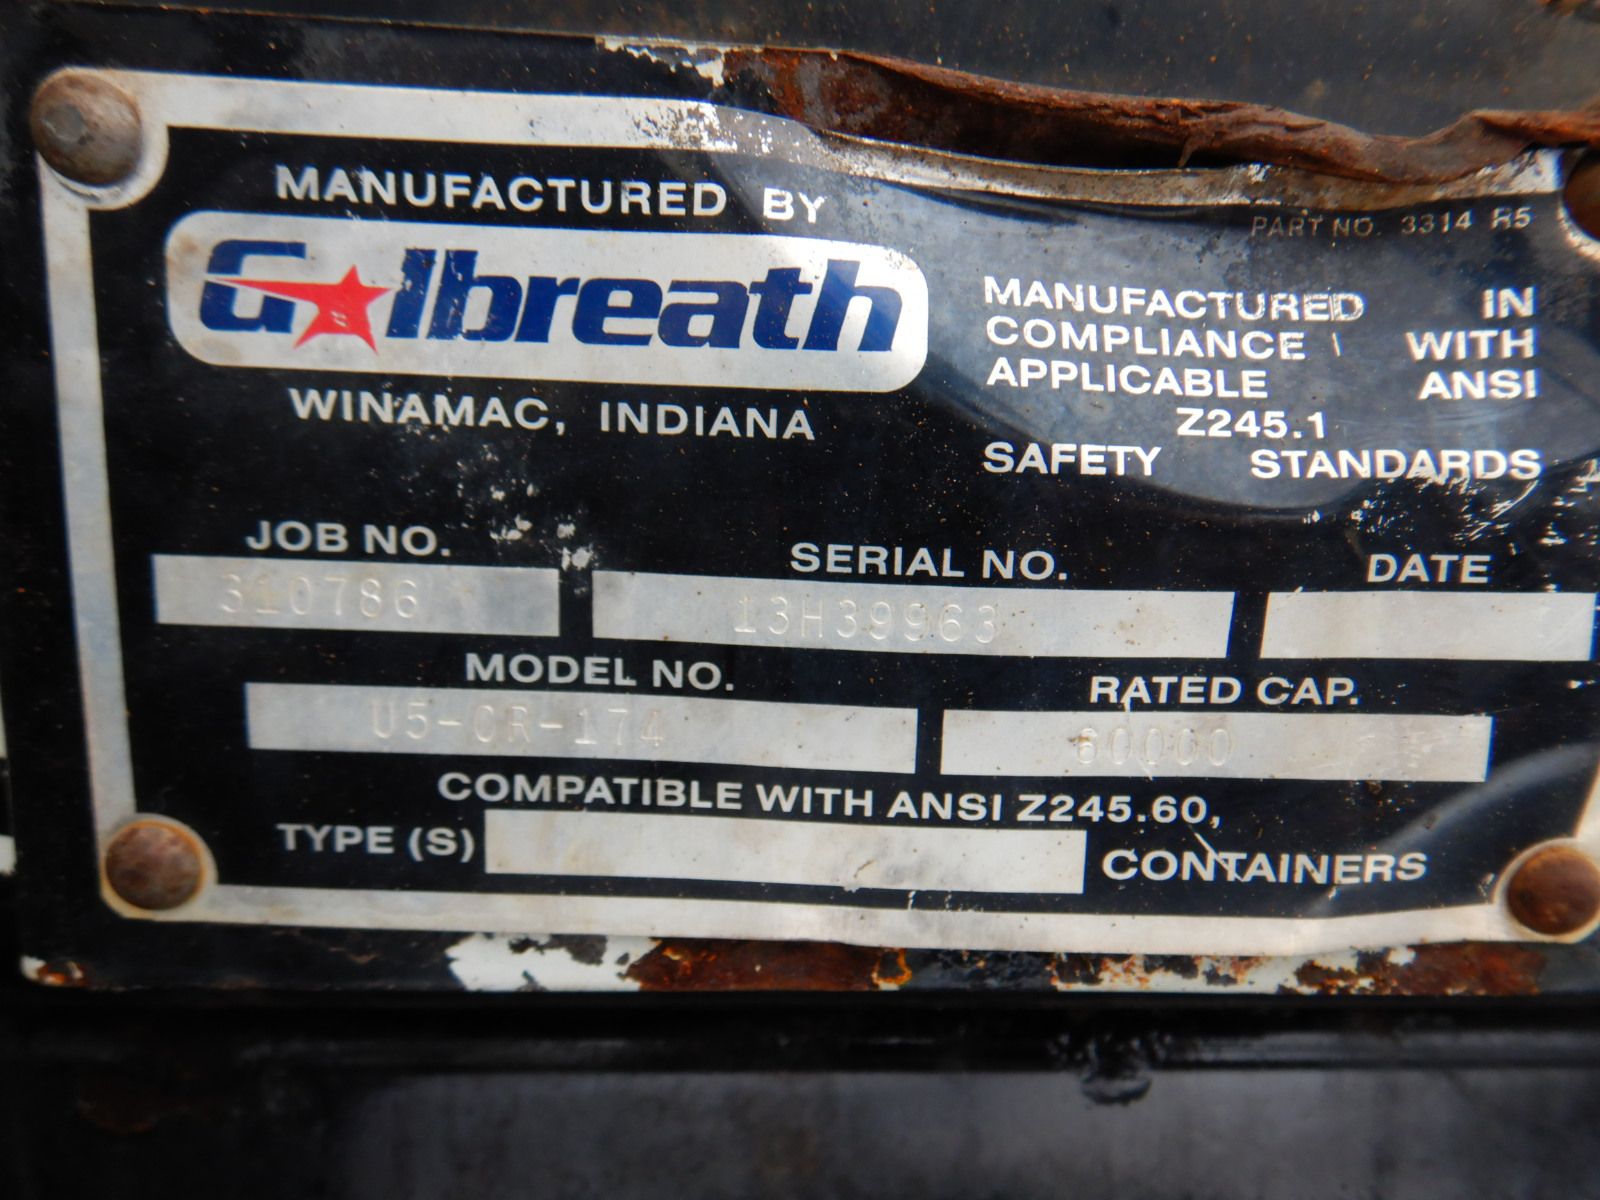 MANUFACTURED BY
Galbreath
WINAMAC, INDIANA
PART NO. 3314 R5
MANUFACTURED IN
COMPLIANCE WITH
APPLICABLE ANSI
Z245.1
SAFETY STANDARDS
JOB NO. SERIAL NO. DATE
310786 13H39963
MODEL NO. RATED CAP.
U5-OR-174 60000
COMPATIBLE WITH ANSI Z245.60,
TYPE (S) CONTAINERS